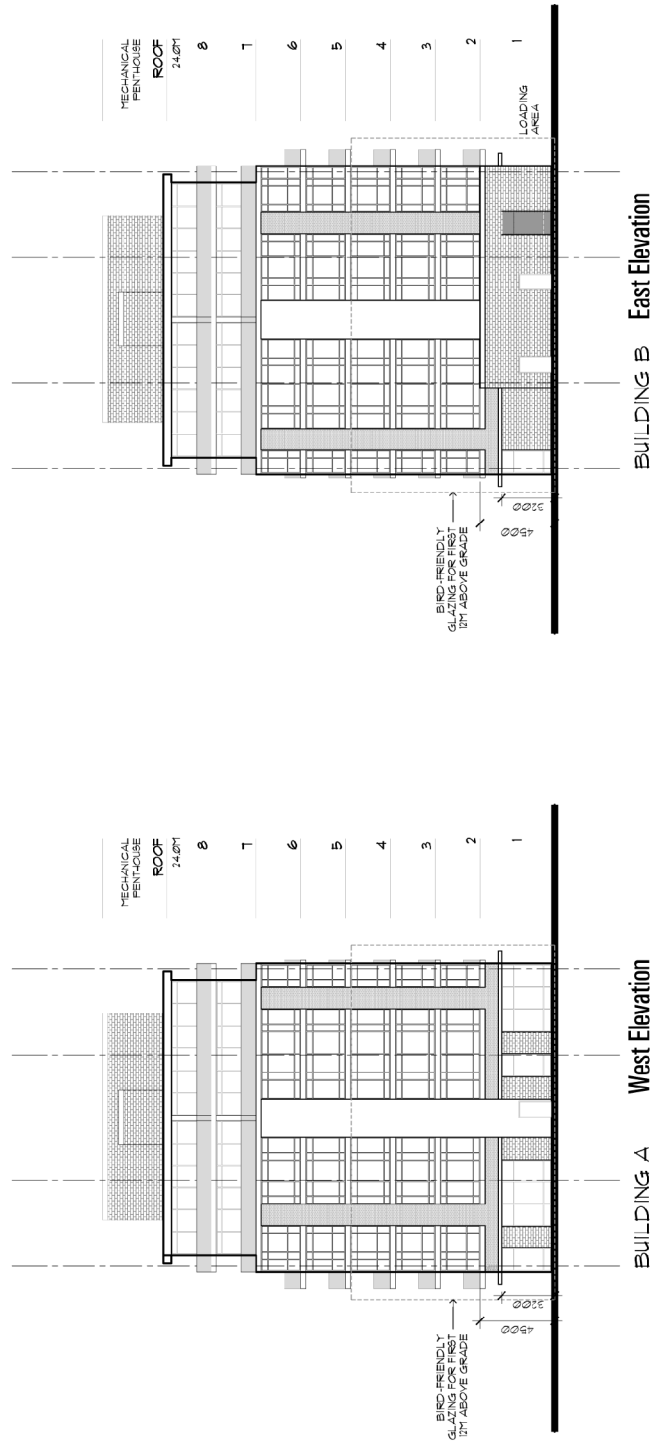 MECHANICAL
PENTHOUSE
ROOF
24.0M
8
7
6
5
4
3
2
1
BIRD-FRIENDLY
GLAZING FOR FIRST
12M ABOVE GRADE
3200
4500
BUILDING A West Elevation
MECHANICAL
PENTHOUSE
ROOF
24.0M
8
7
6
5
4
3
2
1
LOADING
AREA
BIRD-FRIENDLY
GLAZING FOR FIRST
12M ABOVE GRADE
3200
4500
BUILDING B East Elevation